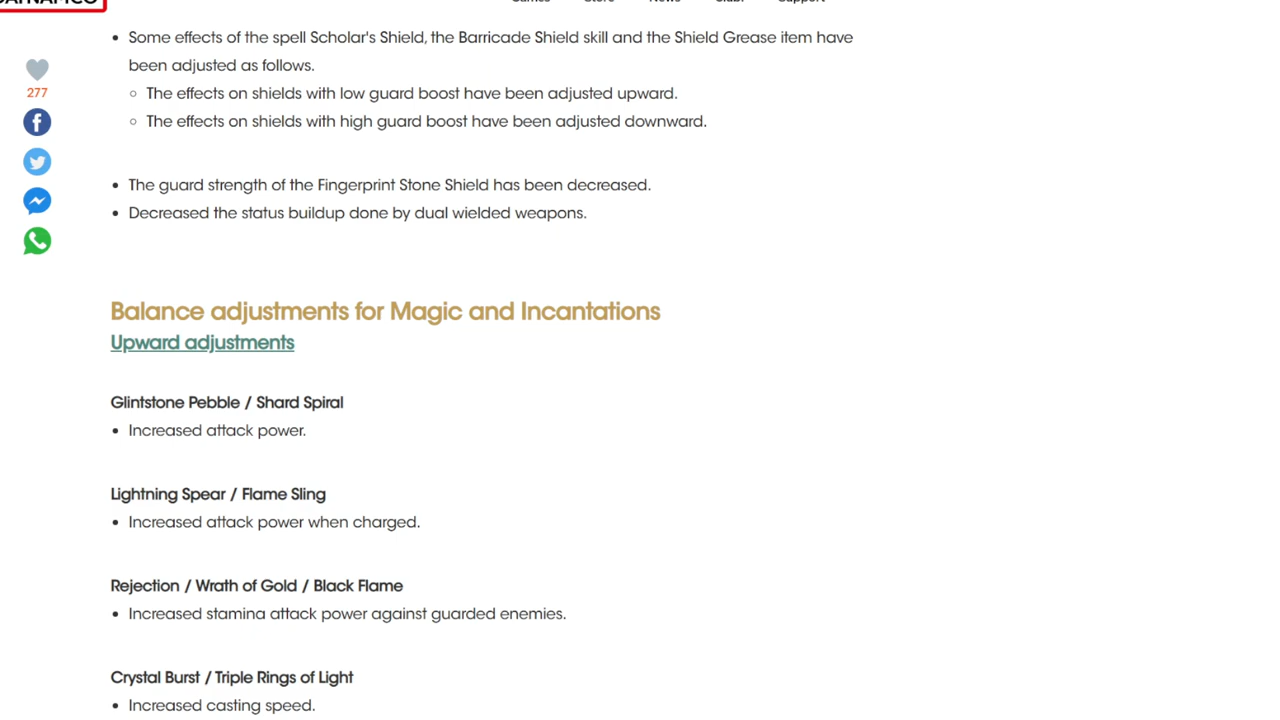 Some effects of the spell Scholar's Shield, the Barricade Shield skill and the Shield Grease item have
been adjusted as follows.
The effects on shields with low guard boost have been adjusted upward.
277
The effects on shields with high guard boost have been adjusted downward.
The guard strength of the Fingerprint Stone Shield has been decreased.
Decreased the status buildup done by dual wielded weapons.
Balance adjustments for Magic and Incantations
Upward adjustments
Glintstone Pebble / Shard Spiral
Increased attack power.
Lightning Spear / Flame Sling
Increased attack power when charged.
Rejection / Wrath of Gold / Black Flame
Increased stamina attack power against guarded enemies.
Crystal Burst / Triple Rings of Light
Increased casting speed.